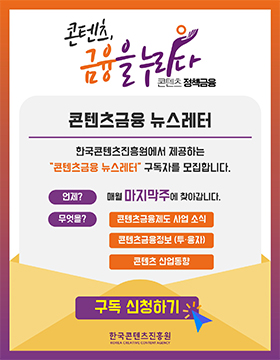 콘텐츠,
금융을 누리다
콘텐츠 정책금융
콘텐츠금융 뉴스레터
한국콘텐츠진흥원에서 제공하는
"콘텐츠금융 뉴스레터" 구독자를 모집합니다.
언제? 매월 마지막주에 찾아갑니다.
무엇을? 콘텐츠금융제도 사업 소식
콘텐츠금융정보 (투·융자)
콘텐츠 산업동향
구독 신청하기
한국콘텐츠진흥원
KOREA CREATIVE CONTENT AGENCY